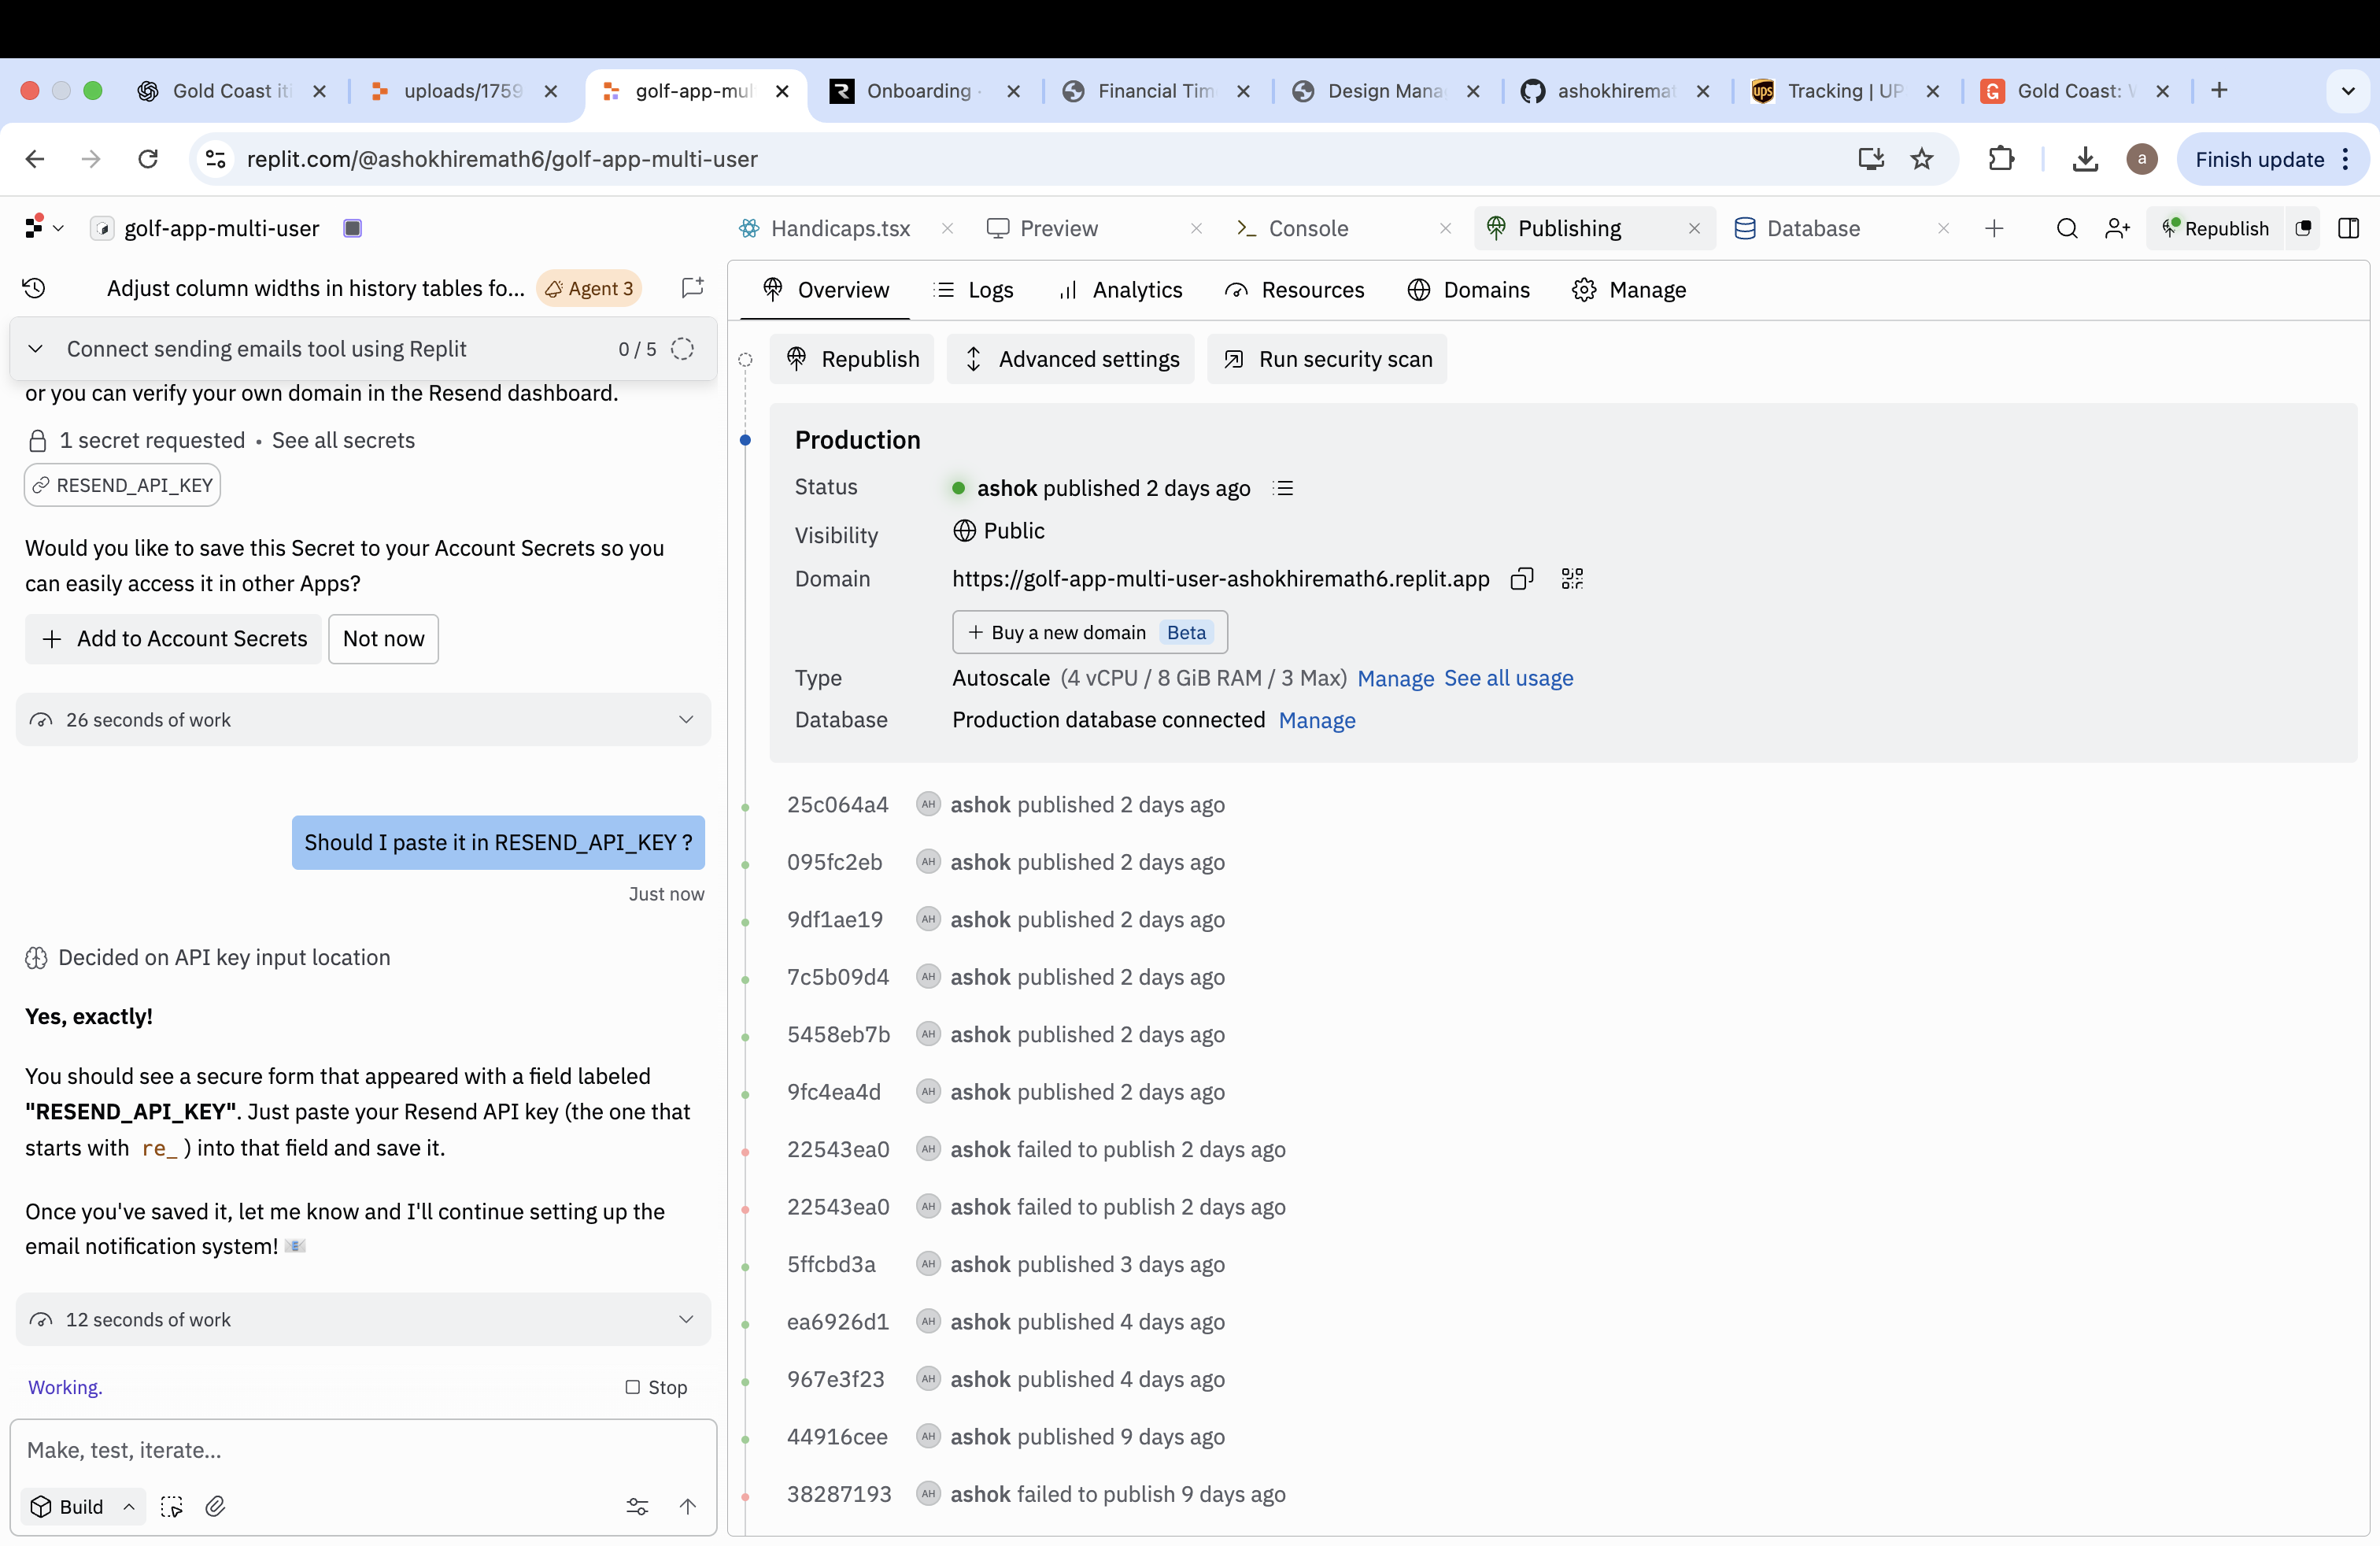 Gold Coast it
uploads/1759
golf-app-mul
Onboarding
Financial Tim
Design Mana
ashokhiremat
Tracking | UP
Gold Coast: W
replit.com/@ashokhiremath6/golf-app-multi-user
a
Finish update
golf-app-multi-user
Handicaps.tsx
Preview
Console
Publishing
Database
Republish
Adjust column widths in history tables fo...
Agent 3
Overview
Logs
Analytics
Resources
Domains
Manage
Connect sending emails tool using Replit
0 / 5
or you can verify your own domain in the Resend dashboard.
1 secret requested • See all secrets
RESEND_API_KEY
Would you like to save this Secret to your Account Secrets so you
can easily access it in other Apps?
Add to Account Secrets
Not now
26 seconds of work
Should I paste it in RESEND_API_KEY ?
Just now
Decided on API key input location
Yes, exactly!
You should see a secure form that appeared with a field labeled
"RESEND_API_KEY". Just paste your Resend API key (the one that
starts with re_ ) into that field and save it.
Once you've saved it, let me know and I'll continue setting up the
email notification system!
12 seconds of work
Working.
Stop
Make, test, iterate...
Build
Republish
Advanced settings
Run security scan
Production
Status ashok published 2 days ago
Visibility Public
Domain https://golf-app-multi-user-ashokhiremath6.replit.app
+ Buy a new domain Beta
Type Autoscale (4 vCPU / 8 GiB RAM / 3 Max) Manage See all usage
Database Production database connected Manage
25c064a4 AH ashok published 2 days ago
095fc2eb AH ashok published 2 days ago
9df1ae19 AH ashok published 2 days ago
7c5b09d4 AH ashok published 2 days ago
5458eb7b AH ashok published 2 days ago
9fc4ea4d AH ashok published 2 days ago
22543ea0 AH ashok failed to publish 2 days ago
22543ea0 AH ashok failed to publish 2 days ago
5ffcbd3a AH ashok published 3 days ago
ea6926d1 AH ashok published 4 days ago
967e3f23 AH ashok published 4 days ago
44916cee AH ashok published 9 days ago
38287193 AH ashok failed to publish 9 days ago